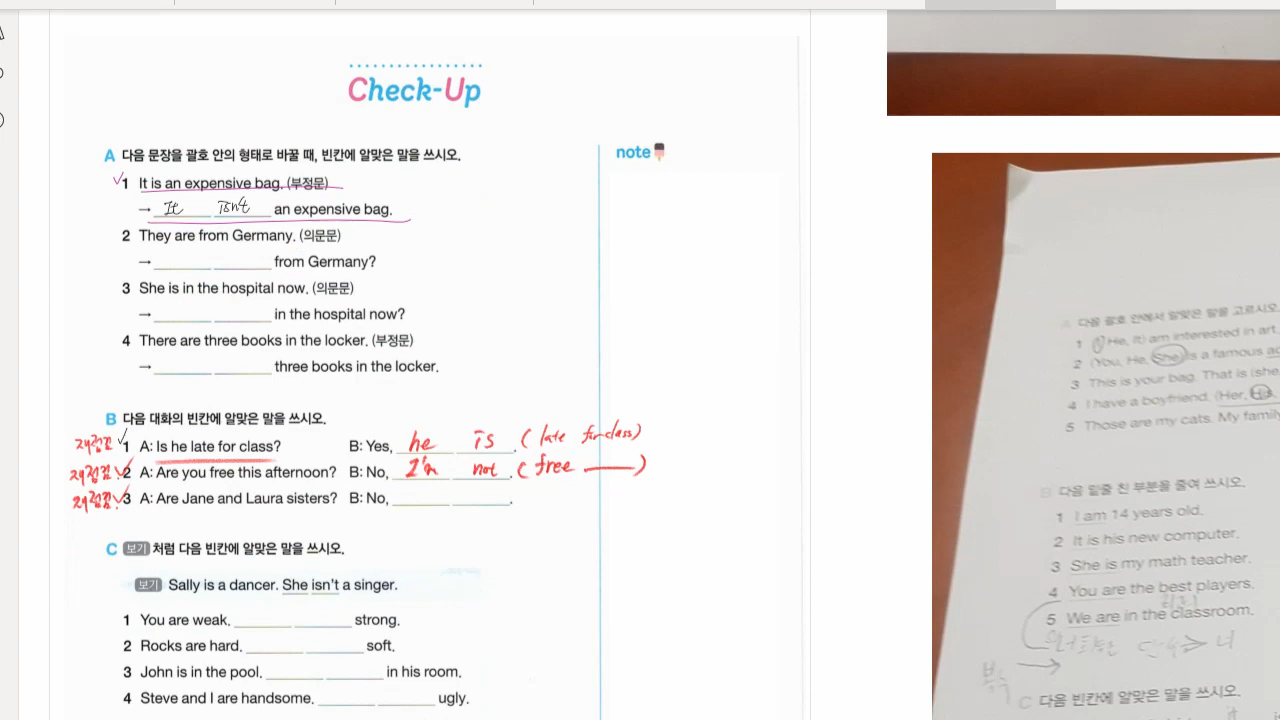 Check-Up
A 다음 문장을 괄호 안의 형태로 바꿀 때, 빈칸에 알맞은 말을 쓰시오.
note
1 It is an expensive bag. (부정문)
→ It isn't an expensive bag.
2 They are from Germany. (의문문)
→ from Germany?
3 She is in the hospital now. (의문문)
→ in the hospital now?
4 There are three books in the locker. (부정문)
→ three books in the locker.
B 다음 대화의 빈칸에 알맞은 말을 쓰시오.
재점검 1 A: Is he late for class? B: Yes, he is. (late for class)
재점검 2 A: Are you free this afternoon? B: No, I'm not. (free )
재점검 3 A: Are Jane and Laura sisters? B: No, .
C 보기 처럼 다음 빈칸에 알맞은 말을 쓰시오.
보기 Sally is a dancer. She isn't a singer.
1 You are weak. strong.
2 Rocks are hard. soft.
3 John is in the pool. in his room.
4 Steve and I are handsome. ugly.
A 다음 괄호 안에서 알맞은 말을 고르시오
1 (I, He, It) am interested in art.
2 (You, He, She) is a famous
3 This is your bag. That is (she
4 I have a boyfriend. (Her, His
5 Those are my cats. My family
B 다음 밑줄 친 부분을 줄여 쓰시오.
1 I am 14 years old.
2 It is his new computer.
3 She is my math teacher.
4 You are the best players.
5 We are in the classroom.
너
복수
C 다음 빈칸에 알맞은 말을 쓰시오.